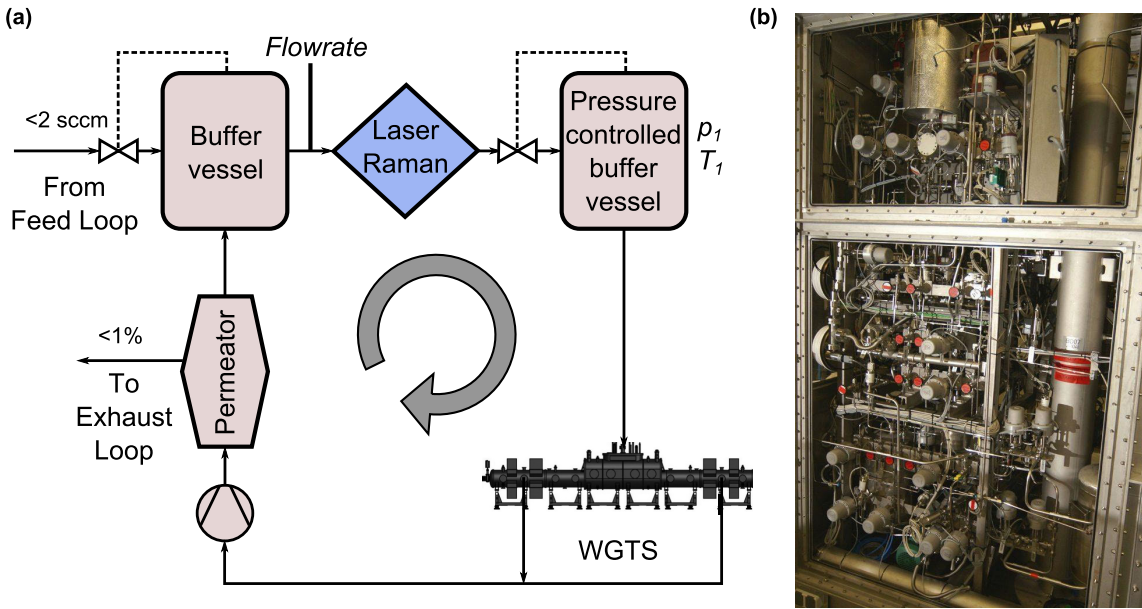 (a)
(b)
Flowrate
<2 sccm
From
Feed Loop
Buffer
vessel
Laser
Raman
Pressure
controlled
buffer
vessel
p1
T1
<1%
To
Exhaust
Loop
Permeator
WGTS